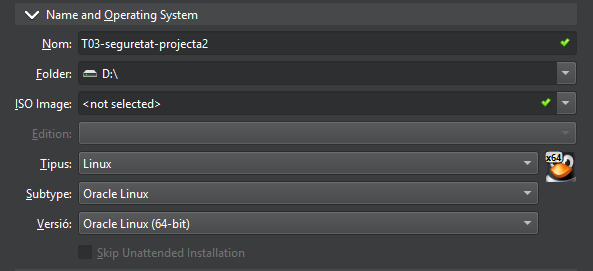 Name and Operating System
Nom: T03-seguretat-projecta2
Folder: D:\
ISO Image: <not selected>
Edition:
Tipus: Linux
x64
Subtype: Oracle Linux
Versió: Oracle Linux (64-bit)
Skip Unattended Installation